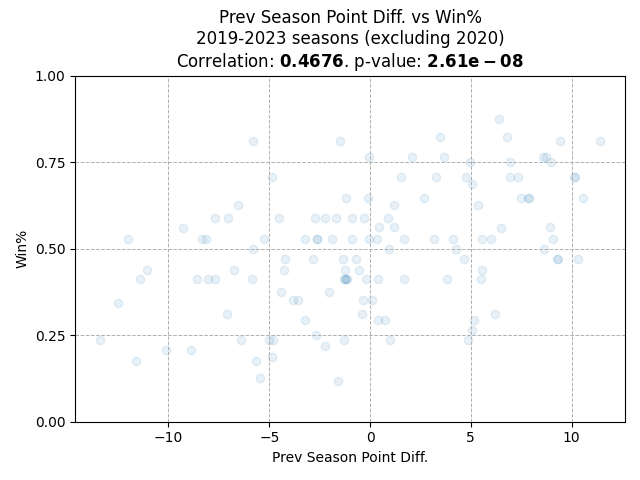 Prev Season Point Diff. vs Win%
2019-2023 seasons (excluding 2020)
Correlation: 0.4676. p-value: 2.61e − 08
1.00
0.75
0.50
0.25
0.00
Win%
−10
−5
0
5
10
Prev Season Point Diff.